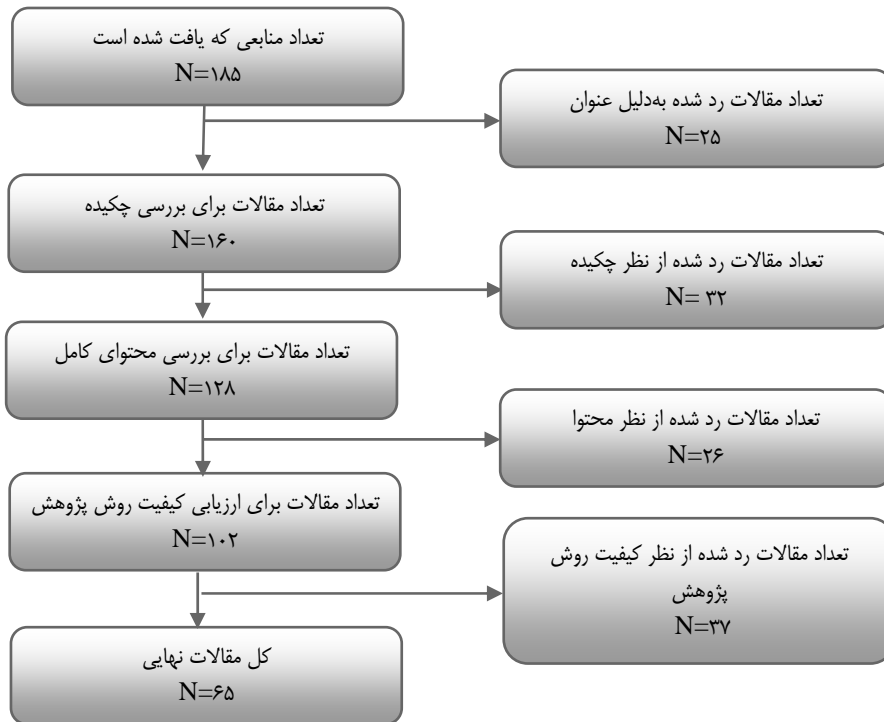 تعداد منابعی که یافت شده است
N=۱۸۵
تعداد مقالات رد شده به‌دلیل عنوان
N=۲۵
تعداد مقالات برای بررسی چکیده
N=۱۶۰
تعداد مقالات رد شده از نظر چکیده
N= ۳۲
تعداد مقالات برای بررسی محتوای کامل
N=۱۲۸
تعداد مقالات رد شده از نظر محتوا
N=۲۶
تعداد مقالات برای ارزیابی کیفیت روش پژوهش
N=۱۰۲
تعداد مقالات رد شده از نظر کیفیت روش
پژوهش
N=۳۷
کل مقالات نهایی
N=۶۵